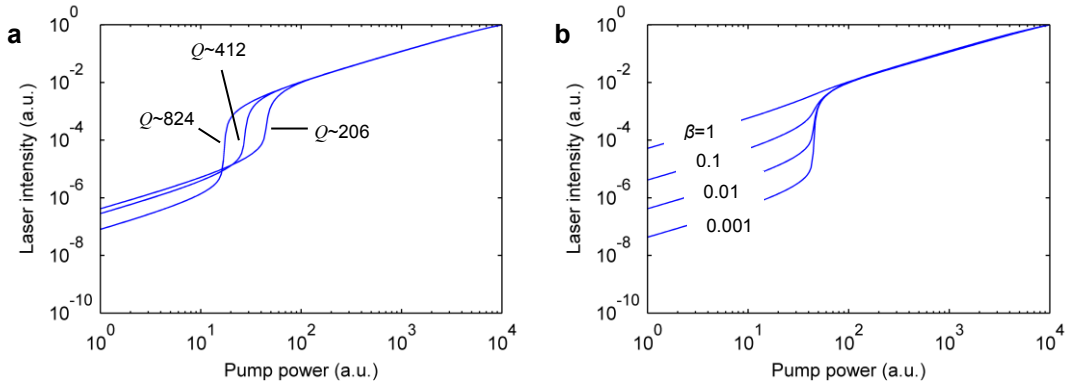 a
Laser intensity (a.u.)
10^0
10^-2
10^-4
10^-6
10^-8
10^-10
Q~412
Q~824
Q~206
10^0 10^1 10^2 10^3 10^4
Pump power (a.u.)
b
Laser intensity (a.u.)
10^0
10^-2
10^-4
10^-6
10^-8
10^-10
β=1
0.1
0.01
0.001
10^0 10^1 10^2 10^3 10^4
Pump power (a.u.)